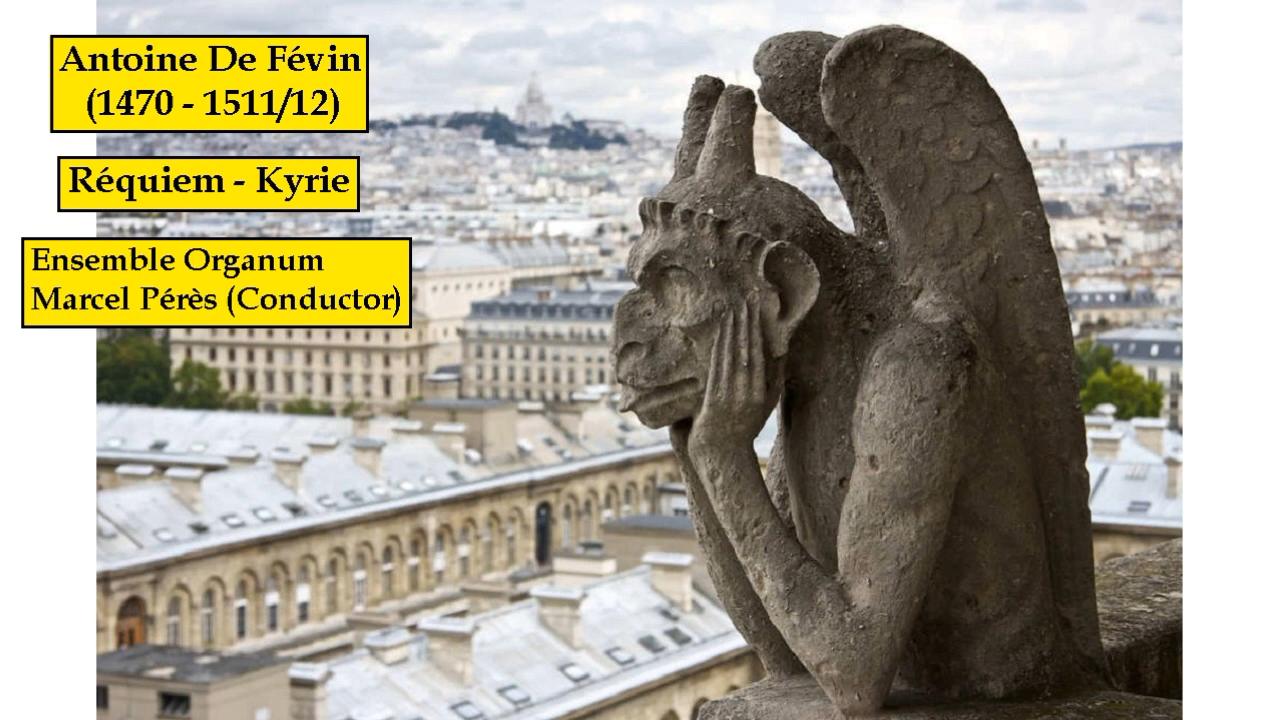 Antoine De Févin
(1470 - 1511/12)
Réquiem - Kyrie
Ensemble Organum
Marcel Pérès (Conductor)